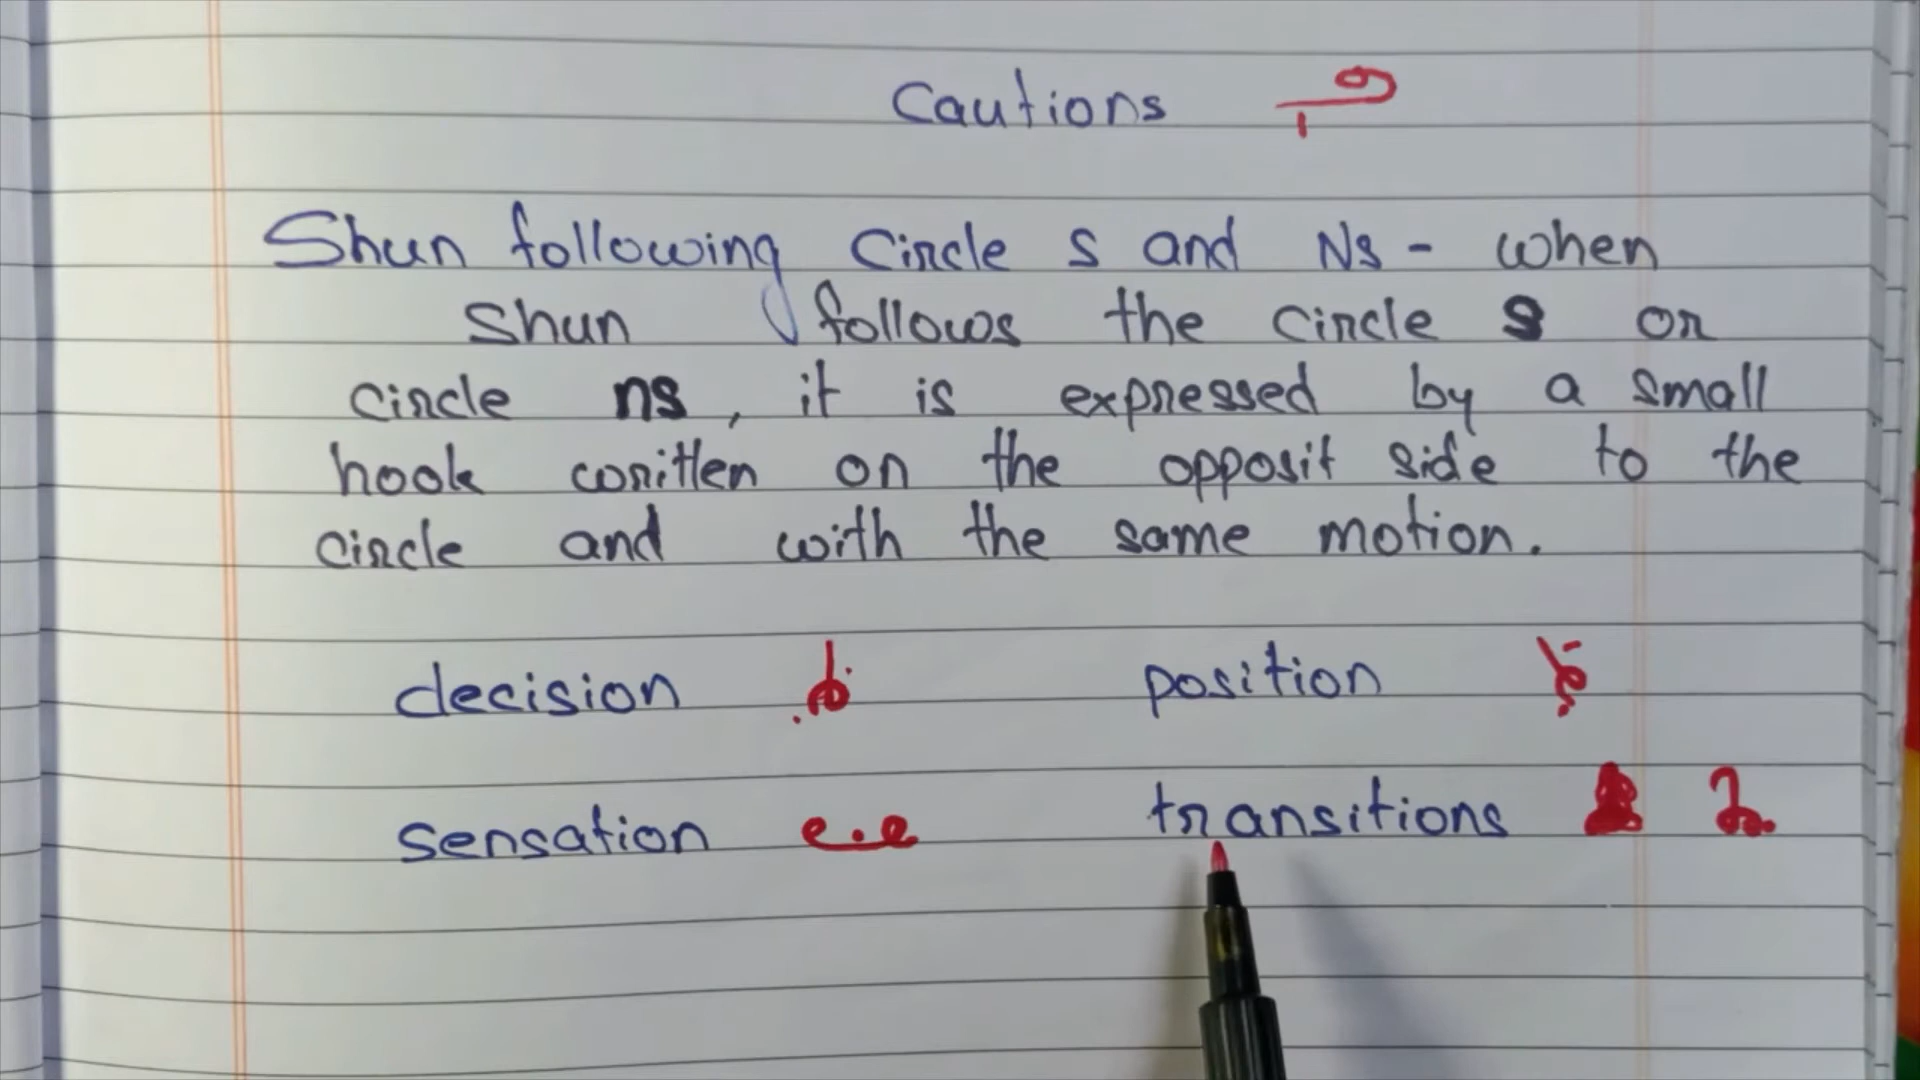 Cautions
Shun following Circle s and Ns - when
Shun follows the circle s or
circle ns, it is expressed by a small
hook written on the opposit side to the
circle and with the same motion.
decision position
sensation transitions